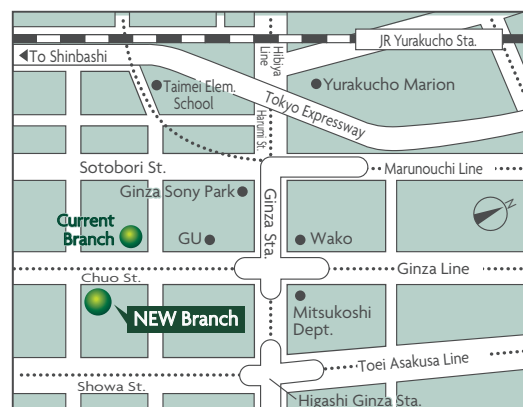 JR Yurakucho Sta.
To Shinbashi
Hibiya
Line
Taimei Elem.
School
Yurakucho Marion
Tokyo Expressway
Harumi St.
Sotobori St.
Marunouchi Line
Ginza Sony Park
Ginza Sta.
N
Current
Branch
GU
Wako
Ginza Line
Chuo St.
NEW Branch
Mitsukoshi
Dept.
Toei Asakusa Line
Showa St.
Higashi Ginza Sta.